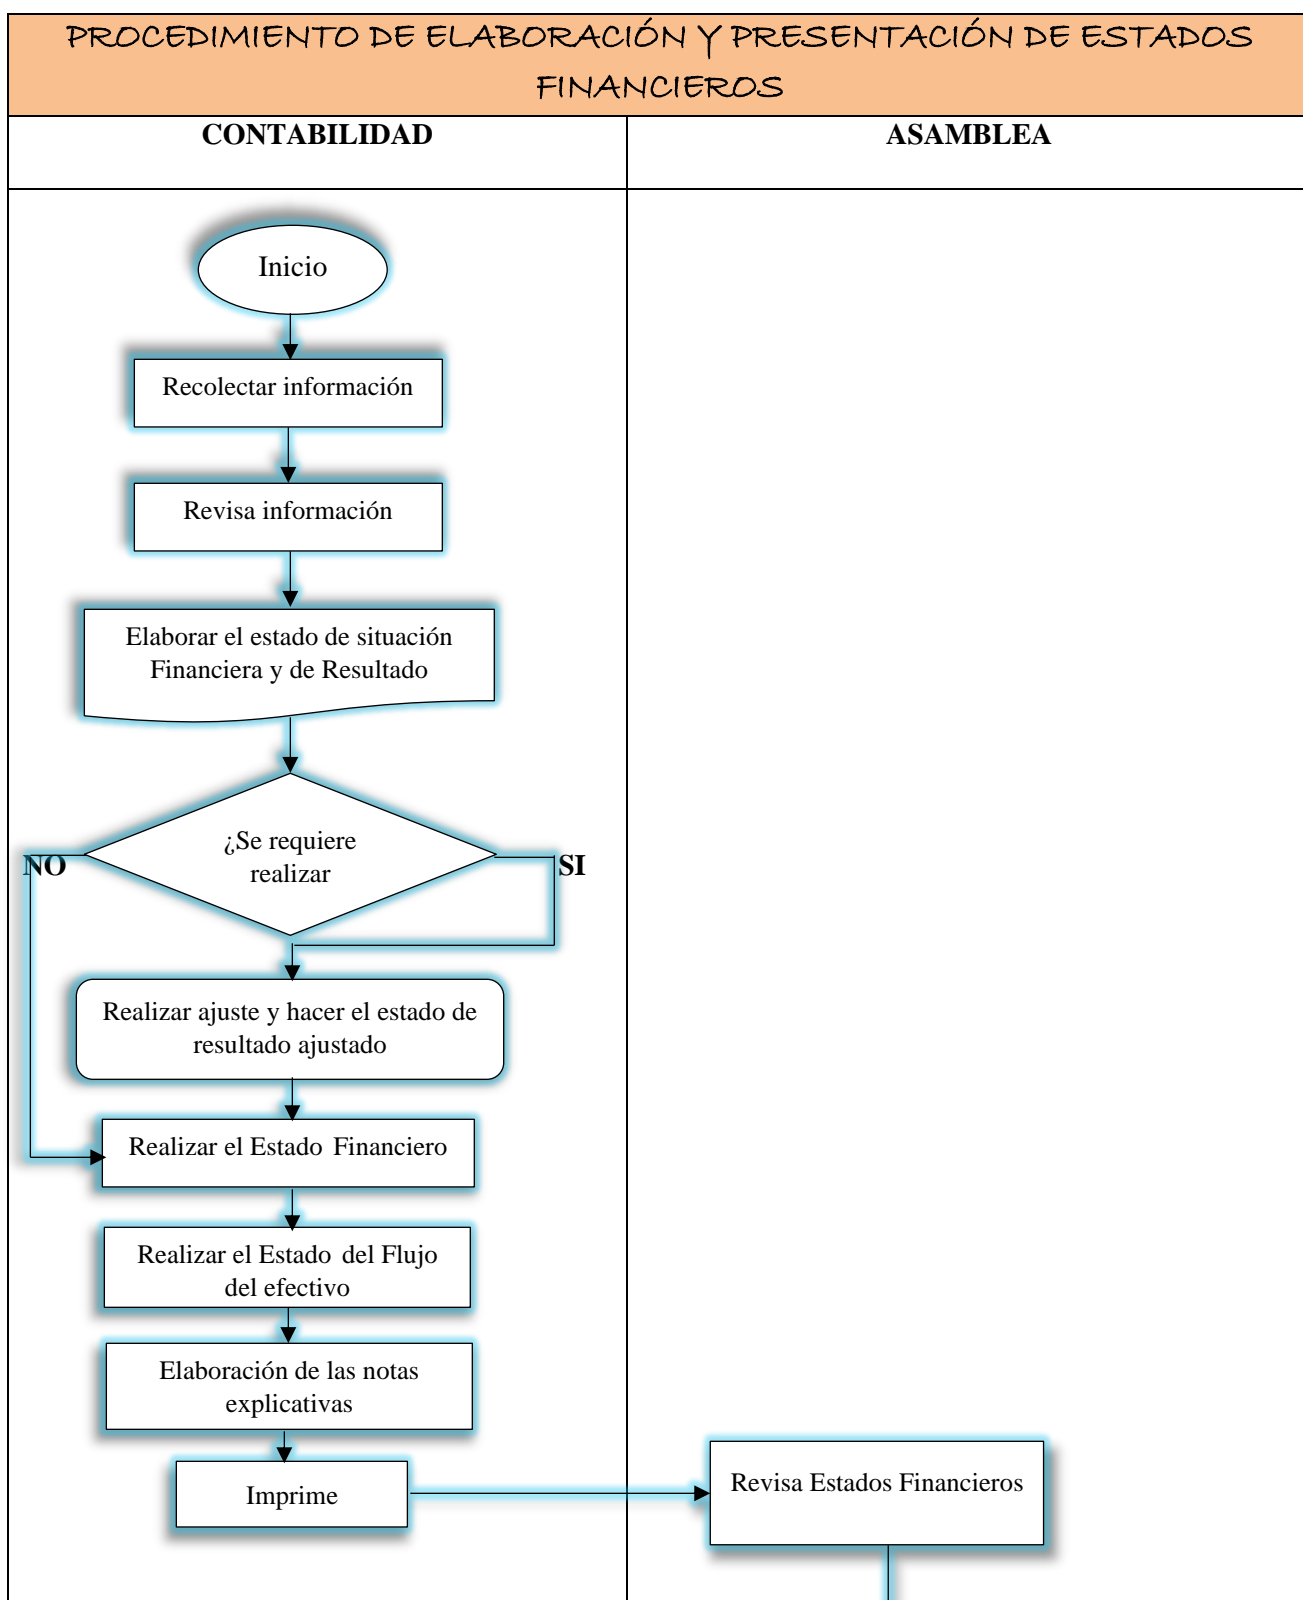 PROCEDIMIENTO DE ELABORACIÓN Y PRESENTACIÓN DE ESTADOS
FINANCIEROS
CONTABILIDAD
ASAMBLEA
Inicio
Recolectar información
Revisa información
Elaborar el estado de situación
Financiera y de Resultado
¿Se requiere
realizar
NO
SI
Realizar ajuste y hacer el estado de
resultado ajustado
Realizar el Estado Financiero
Realizar el Estado del Flujo
del efectivo
Elaboración de las notas
explicativas
Imprime
Revisa Estados Financieros